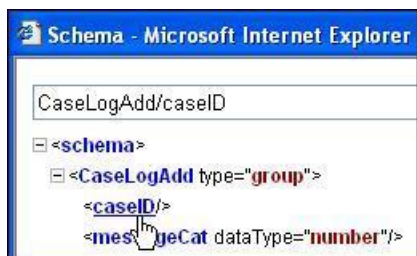 Schema - Microsoft Internet Explorer
CaseLogAdd/caseID
<schema>
<CaseLogAdd type="group">
<caseID/>
dataType="number"/>